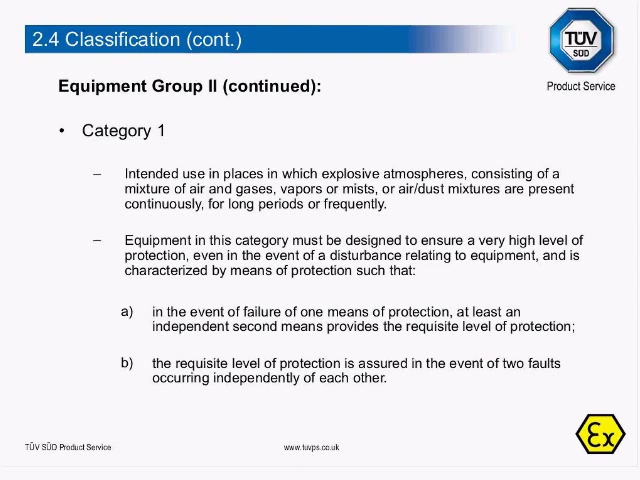 2.4 Classification (cont.)
TÜV
SÜD
Product Service
Equipment Group II (continued):
• Category 1
– Intended use in places in which explosive atmospheres, consisting of a
mixture of air and gases, vapors or mists, or air/dust mixtures are present
continuously, for long periods or frequently.
– Equipment in this category must be designed to ensure a very high level of
protection, even in the event of a disturbance relating to equipment, and is
characterized by means of protection such that:
a) in the event of failure of one means of protection, at least an
independent second means provides the requisite level of protection;
b) the requisite level of protection is assured in the event of two faults
occurring independently of each other.
TÜV SÜD Product Service
www.tuvps.co.uk
Ex